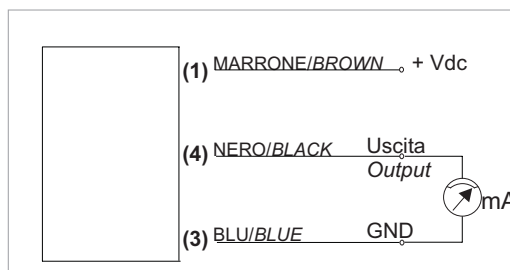 (1) MARRONE/BROWN + Vdc
(4) NERO/BLACK Uscita
Output
mA
(3) BLU/BLUE GND